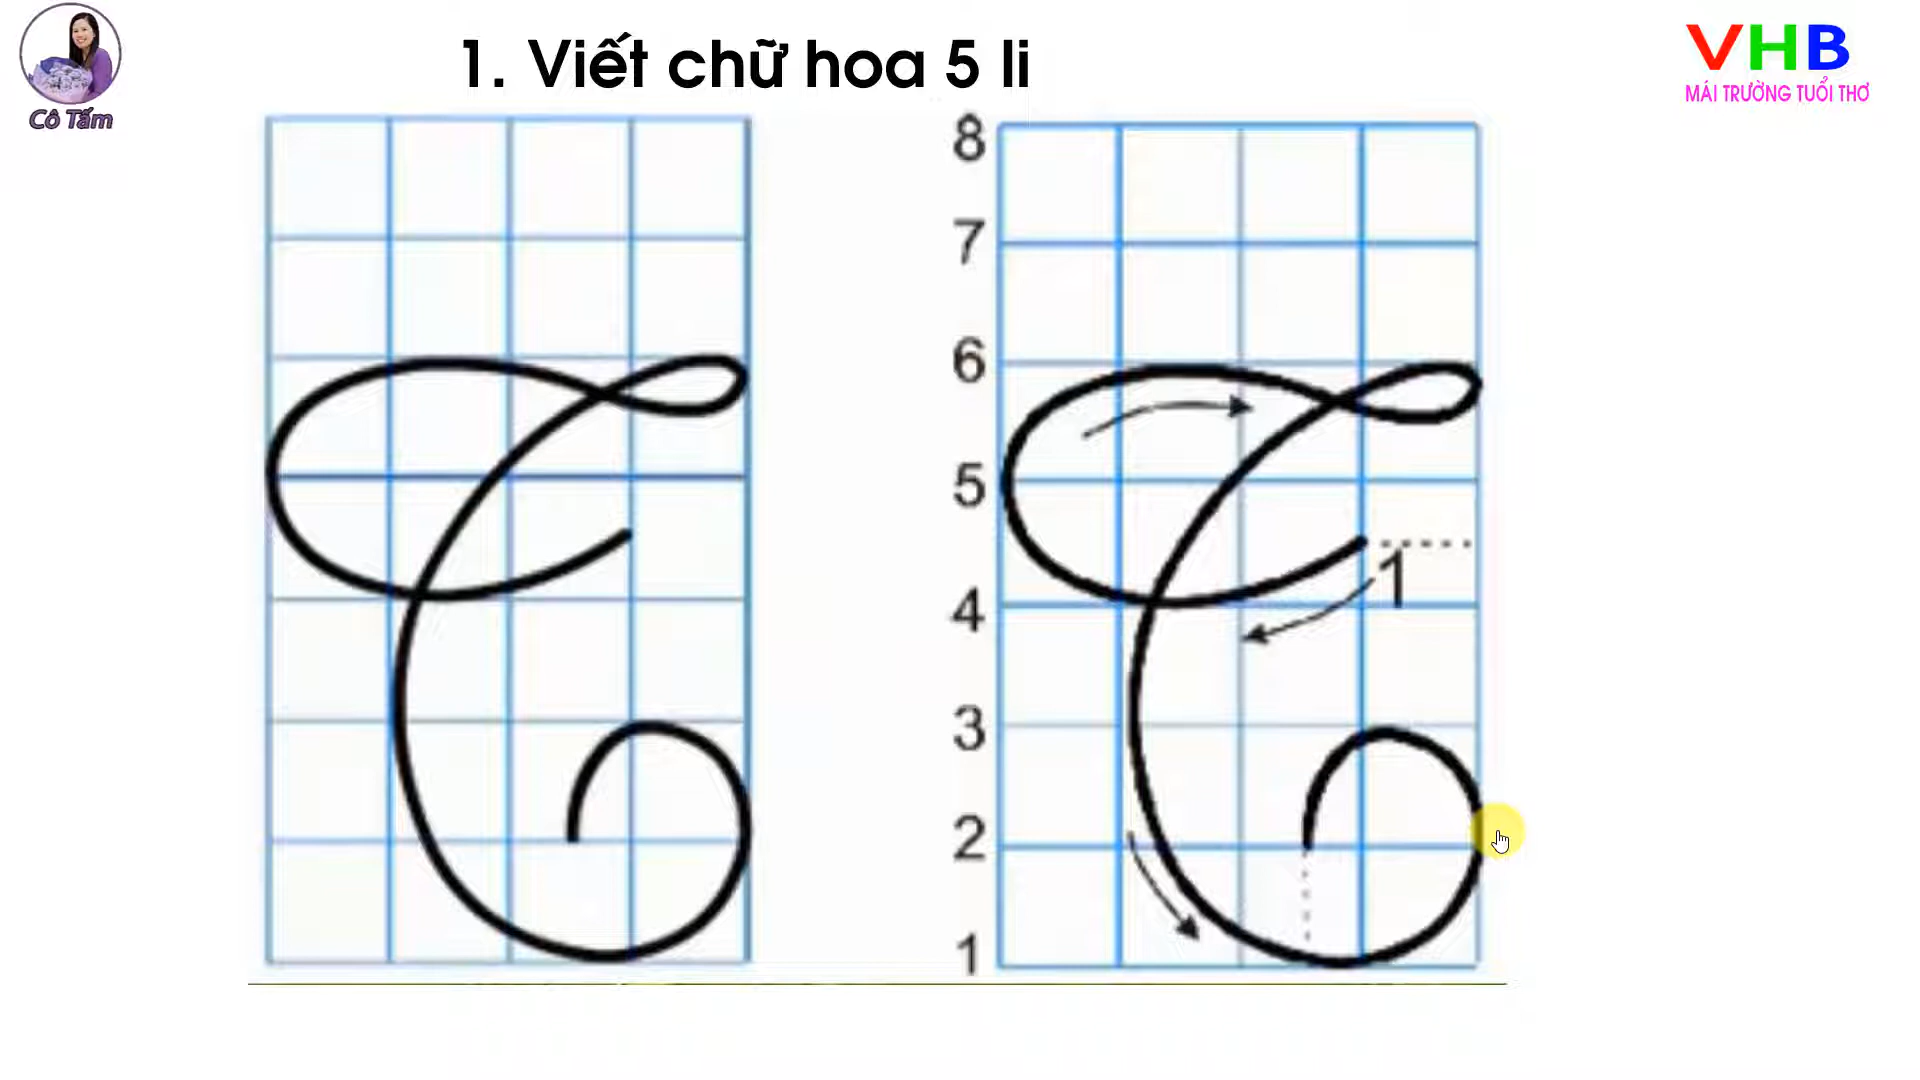 Cô Tấm
1. Viết chữ hoa 5 li
VHB
MÁI TRƯỜNG TUỔI THƠ
T
8
7
6
5
4
3
2
1
T
1